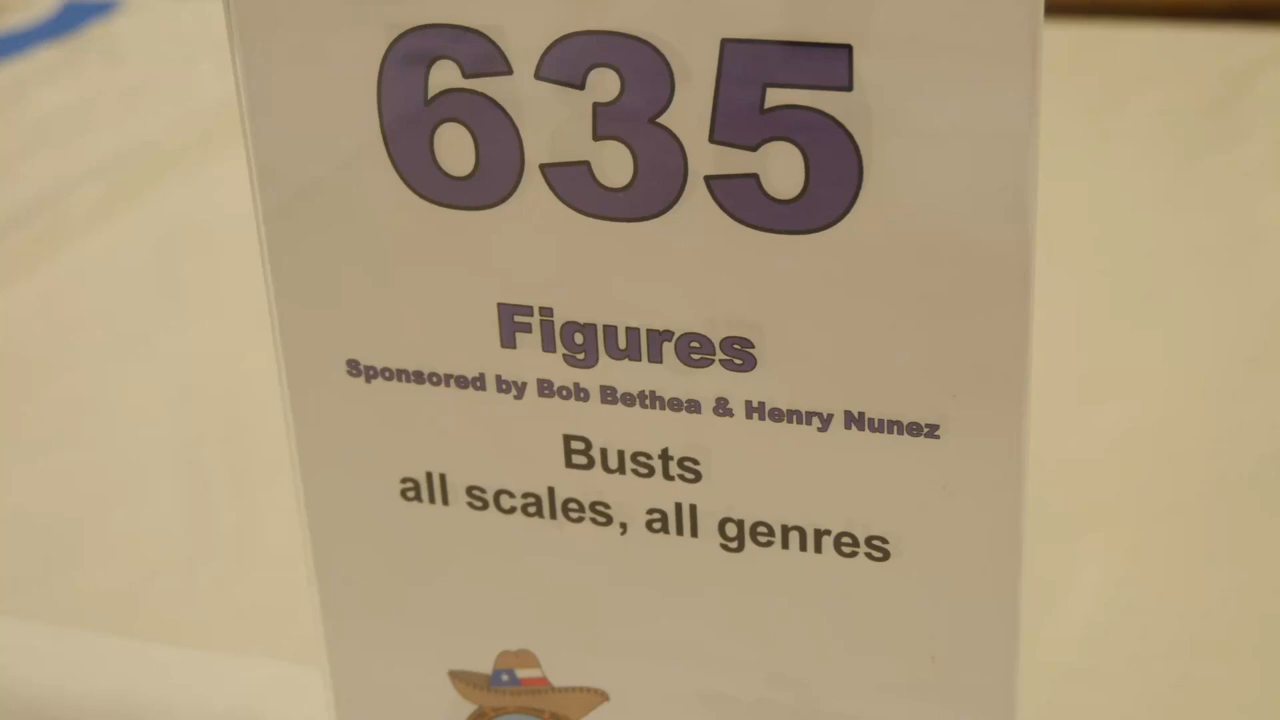 635
Figures
Sponsored by Bob Bethea & Henry Nunez
Busts
all scales, all genres